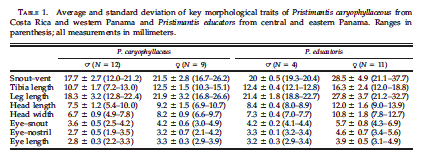 TABLE 1. Average and standard deviation of key morphological traits of Pristimantis caryophyllaceus from
Costa Rica and western Panama and Pristimantis educatoris from central and eastern Panama. Ranges in
parenthesis; all measurements in millimeters.
P. caryophyllaceus P. educatoris
♂ (N = 12) ♀ (N = 9) ♂ (N = 4) ♀ (N = 11)
Snout–vent 17.7 ± 2.7 (12.0–21.2) 21.5 ± 2.8 (16.7–26.2) 20 ± 0.5 (19.3–20.4) 28.5 ± 4.9 (21.1–37.7)
Tibia length 10.7 ± 1.7 (7.2–13.0) 12.5 ± 1.5 (10.3–15.1) 12.4 ± 0.4 (12.1–12.8) 16.3 ± 2.4 (12.0–18.8)
Leg length 18.3 ± 3.2 (12.8–22.4) 21.9 ± 3.2 (16.8–26.6) 21.4 ± 1.8 (18.8–22.7) 27.8 ± 3.7 (21.2–32.7)
Head length 7.5 ± 1.2 (5.4–10.0) 9.2 ± 1.5 (6.9–10.7) 8.4 ± 0.4 (8.0–8.9) 12.0 ± 1.6 (9.0–13.9)
Head width 6.7 ± 0.9 (4.9–7.8) 8.2 ± 0.9 (6.6–9.7) 7.3 ± 0.4 (7.0–7.7) 10.8 ± 1.8 (7.8–12.7)
Eye–snout 3.6 ± 0.5 (2.5–4.2) 4.2 ± 0.6 (3.0–4.9) 4.2 ± 0.2 (4.1–4.4) 5.7 ± 0.8 (4.3–6.9)
Eye–nostril 2.7 ± 0.5 (1.9–3.5) 3.2 ± 0.7 (2.1–4.2) 3.3 ± 0.1 (3.2–3.4) 4.6 ± 0.7 (3.4–5.6)
Eye length 2.8 ± 0.3 (2.2–3.3) 3.3 ± 0.3 (2.9–3.9) 3.2 ± 0.3 (2.9–3.4) 3.9 ± 0.5 (3.1–4.9)